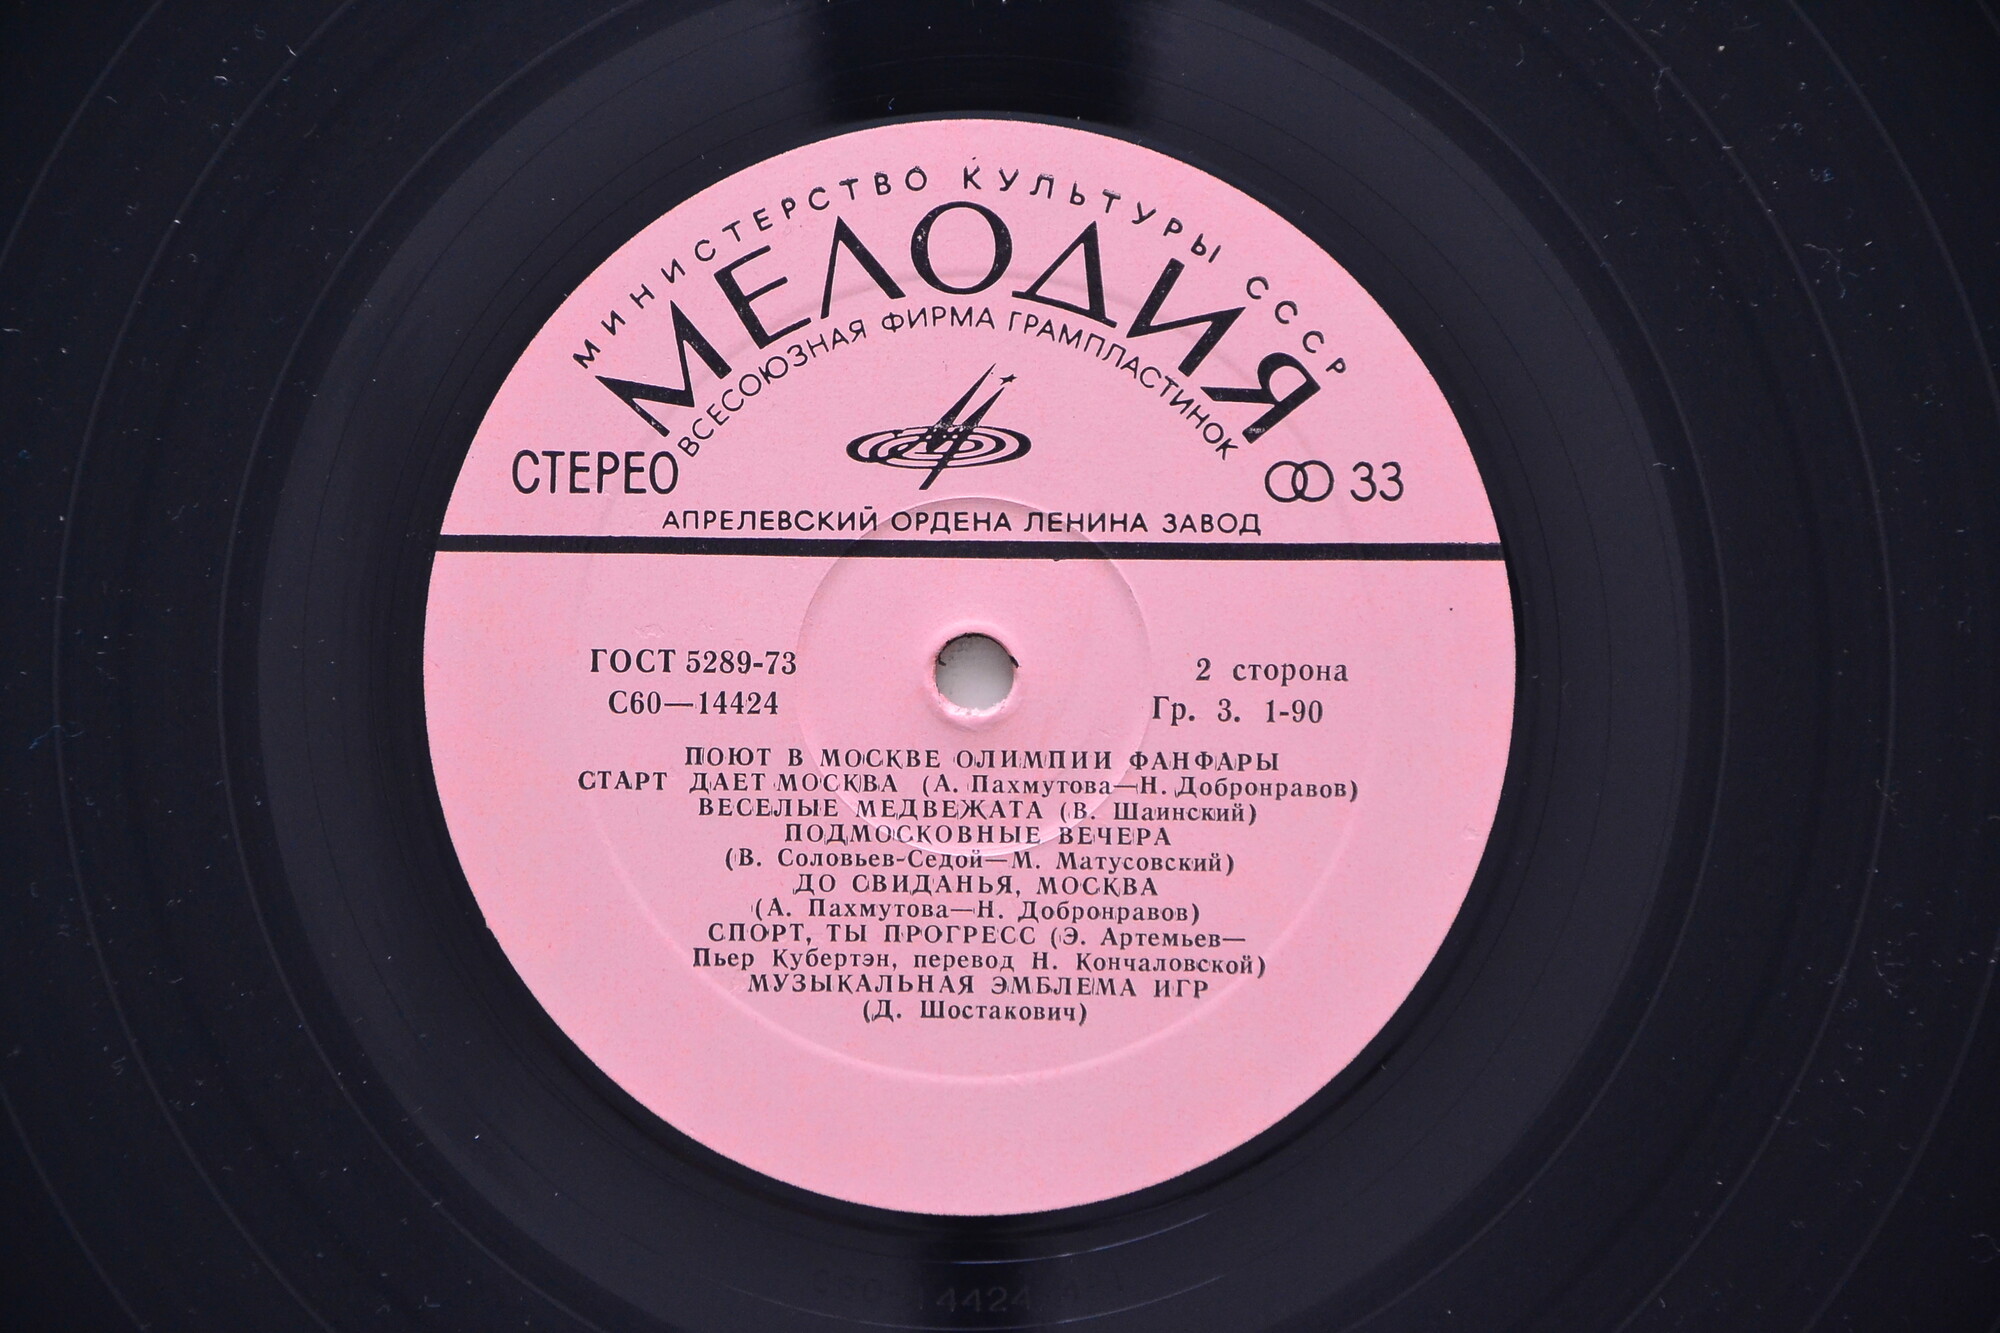 МИНИСТЕРСТВО КУЛЬТУРЫ СССР
МЕЛОДИЯ
ВСЕСОЮЗНАЯ ФИРМА ГРАМПЛАСТИНОК
СТЕРЕО
33
АПРЕЛЕВСКИЙ ОРДЕНА ЛЕНИНА ЗАВОД
ГОСТ 5289-73
2 сторона
С60—14424
Гр. 3. 1-90
ПОЮТ В МОСКВЕ ОЛИМПИИ ФАНФАРЫ
СТАРТ ДАЕТ МОСКВА (А. Пахмутова—Н. Добронравов)
ВЕСЕЛЫЕ МЕДВЕЖАТА (В. Шаинский)
ПОДМОСКОВНЫЕ ВЕЧЕРА
(В. Соловьев-Седой—М. Матусовский)
ДО СВИДАНЬЯ, МОСКВА
(А. Пахмутова—Н. Добронравов)
СПОРТ, ТЫ ПРОГРЕСС (Э. Артемьев—
Пьер Кубертэн, перевод Н. Кончаловской)
МУЗЫКАЛЬНАЯ ЭМБЛЕМА ИГР
(Д. Шостакович)